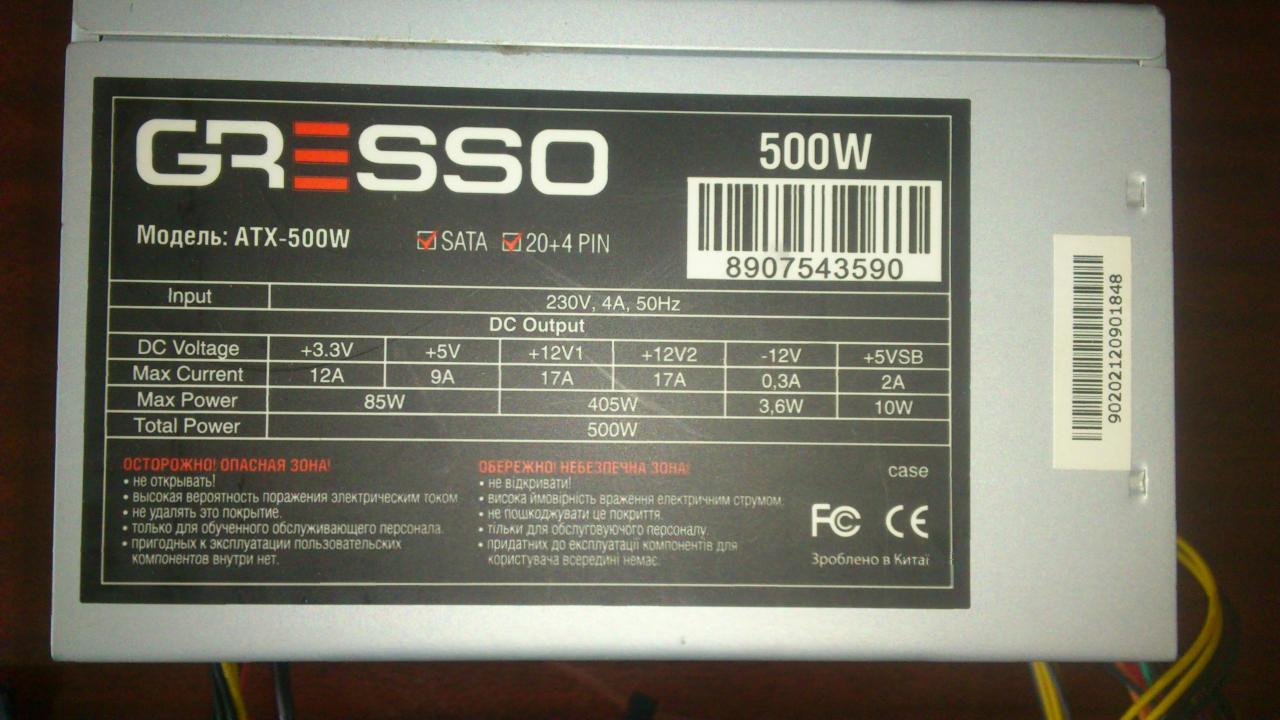 GRESSO
500W
8907543590
Модель: ATX-500W SATA 20+4 PIN
Input 230V, 4A, 50Hz
DC Output
DC Voltage +3.3V +5V +12V1 +12V2 -12V +5VSB
Max Current 12A 9A 17A 17A 0,3A 2A
Max Power 85W 405W 3,6W 10W
Total Power 500W
ОСТОРОЖНО! ОПАСНАЯ ЗОНА!
• не открывать!
• высокая вероятность поражения электрическим током
• не удалять это покрытие.
• только для обученного обслуживающего персонала.
• пригодных к эксплуатации пользовательских
компонентов внутри нет.
ОБЕРЕЖНО! НЕБЕЗПЕЧНА ЗОНА!
• не відкривати!
• висока ймовірність враження електричним струмом.
• не пошкоджувати це покриття.
• тільки для обслуговуючого персоналу.
• придатних до експлуатації компонентів для
користувача всередині немає.
case
FC CE
Зроблено в Китаї
90202120901848